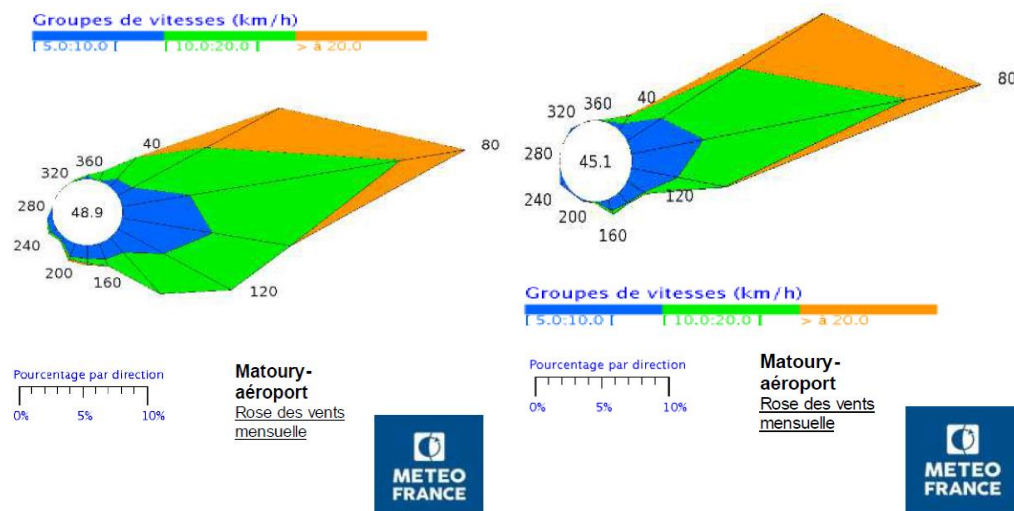 Groupes de vitesses (km/h)
[ 5.0:10.0 [ [ 10.0:20.0 [ > à 20.0
40
360
320
80
280
48.9
240
200
160
120
Pourcentage par direction
0% 5% 10%
Matoury-
aéroport
Rose des vents
mensuelle
METEO
FRANCE
320
360
40
80
280
45.1
240
120
200
160
Groupes de vitesses (km/h)
[ 5.0:10.0 [ [ 10.0:20.0 [ > à 20.0
Pourcentage par direction
0% 5% 10%
Matoury-
aéroport
Rose des vents
mensuelle
METEO
FRANCE